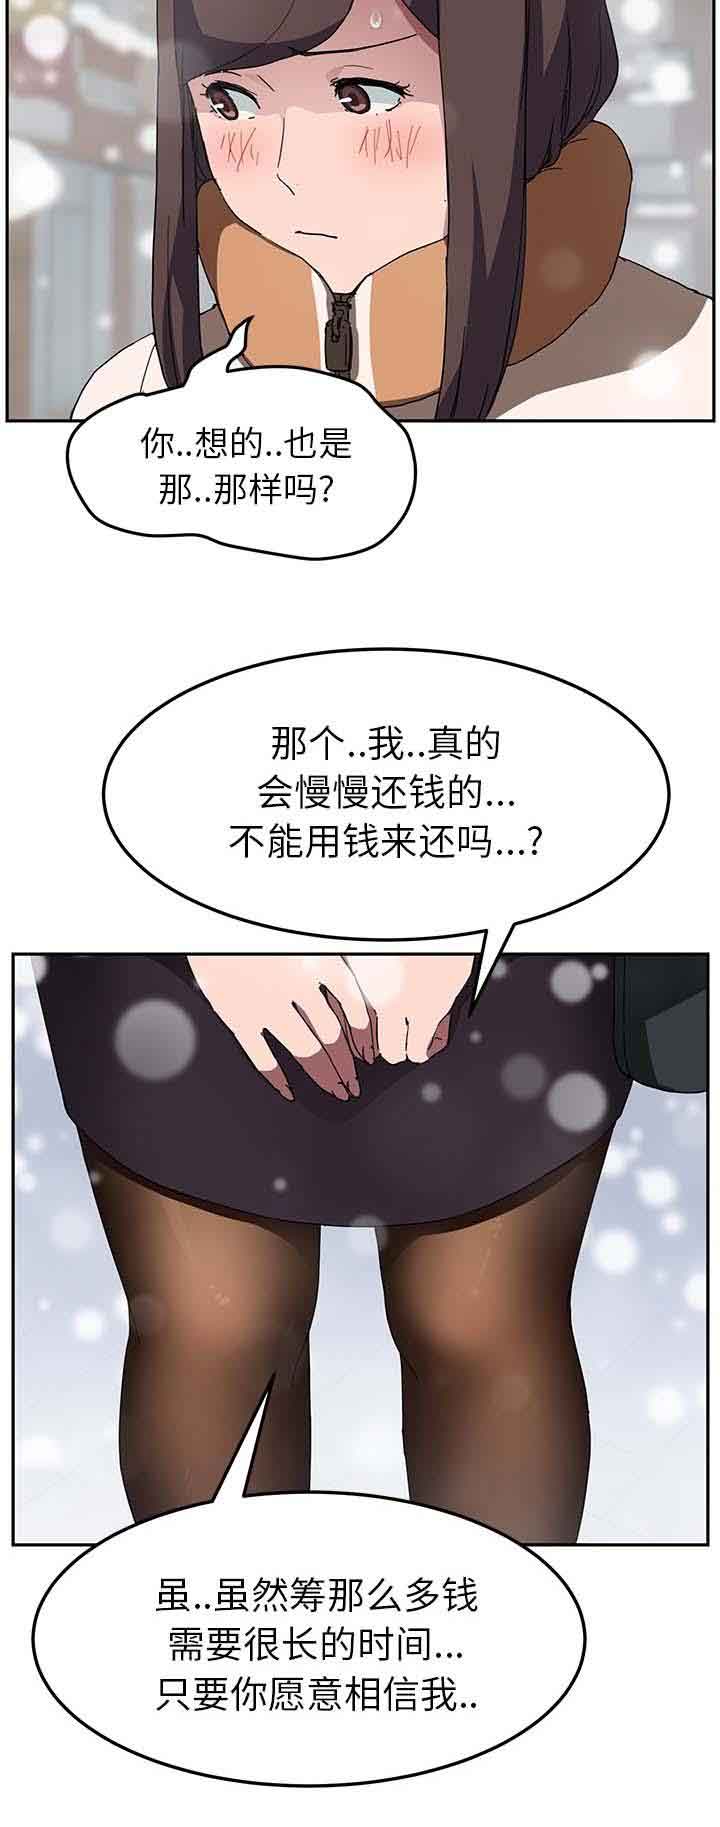 你..想的..也是
那..那样吗?
那个..我..真的
会慢慢还钱的...
不能用钱来还吗...?
虽..虽然筹那么多钱
需要很长的时间...
只要你愿意相信我..